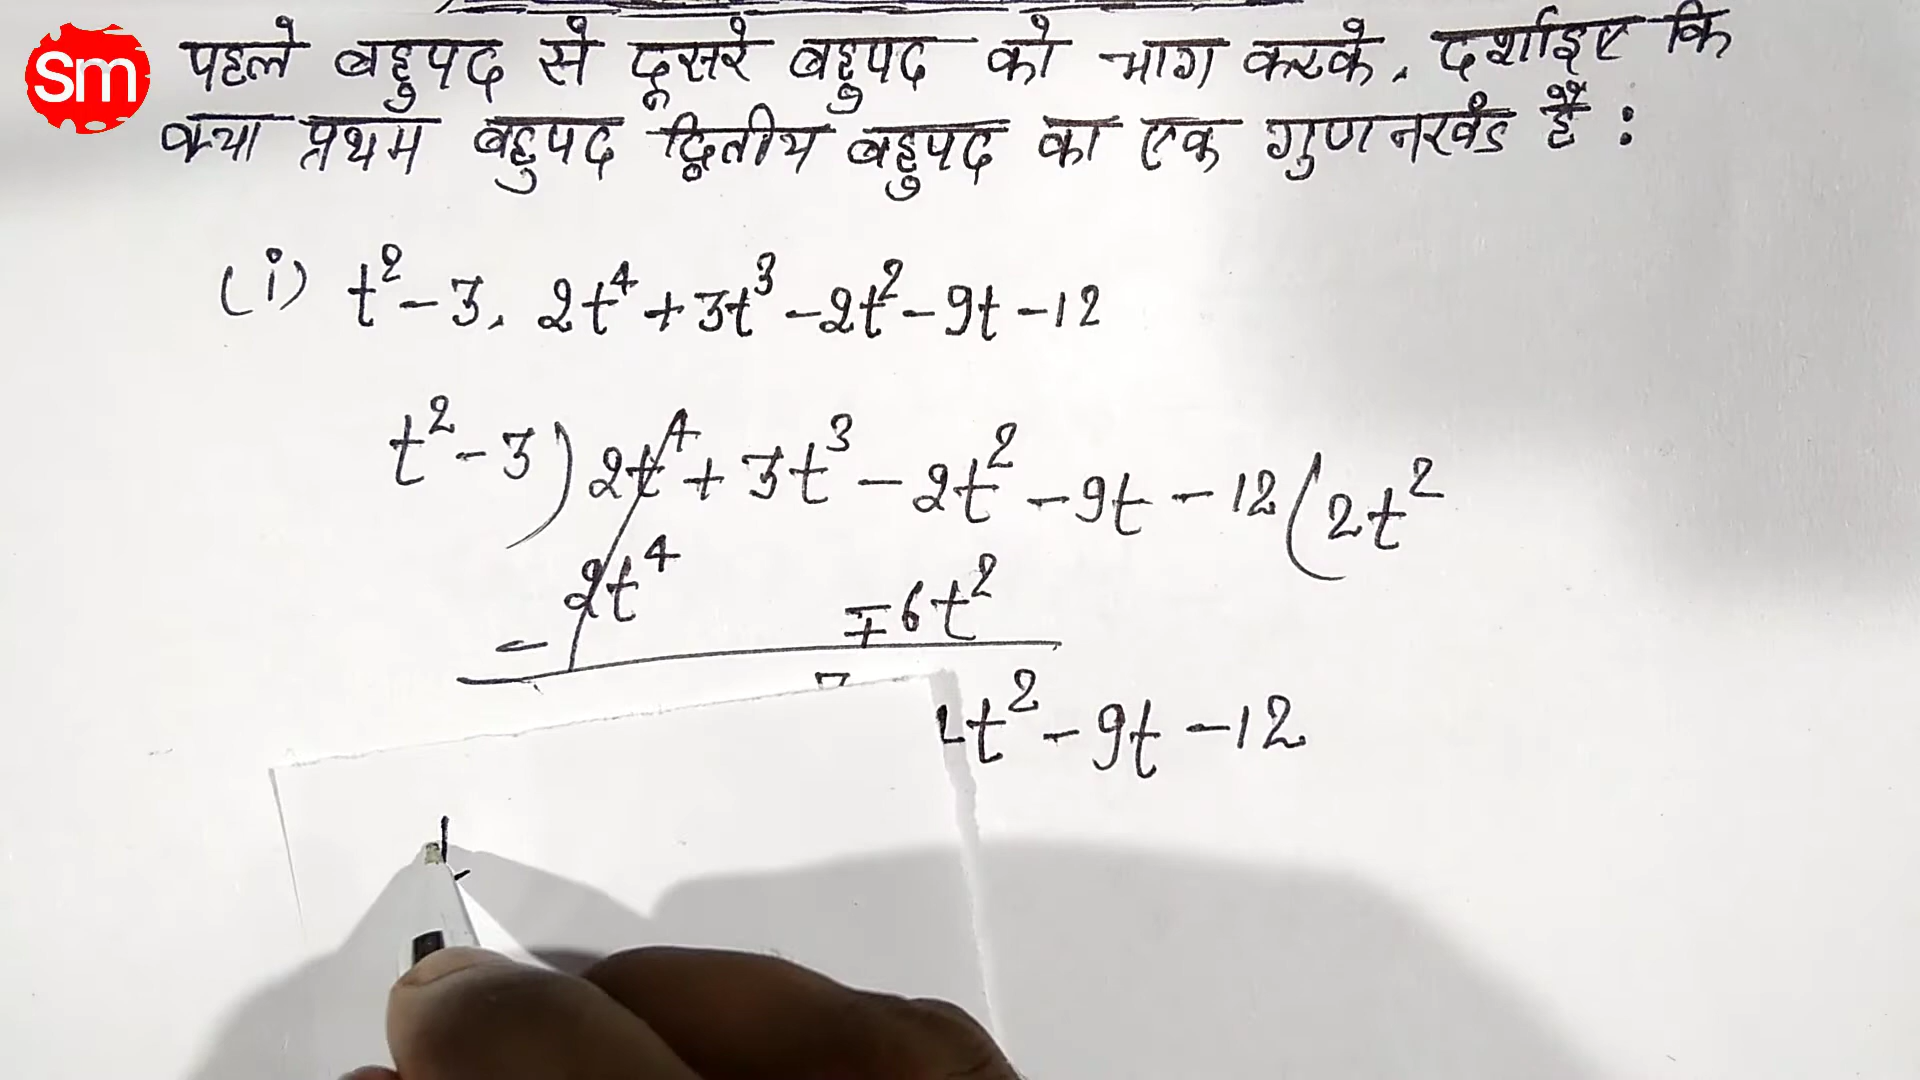 Sm
पहले बहुपद से दूसरे बहुपद को भाग करके, दर्शाइए कि
क्या प्रथम बहुपद द्वितीय बहुपद का एक गुणनखंड है :
(i) t² - 3, 2t⁴ + 3t³ - 2t² - 9t - 12
t² - 3) 2t⁴ + 3t³ - 2t² - 9t - 12 ( 2t²
- 2t⁴ ∓ 6t²
t² - 9t - 12